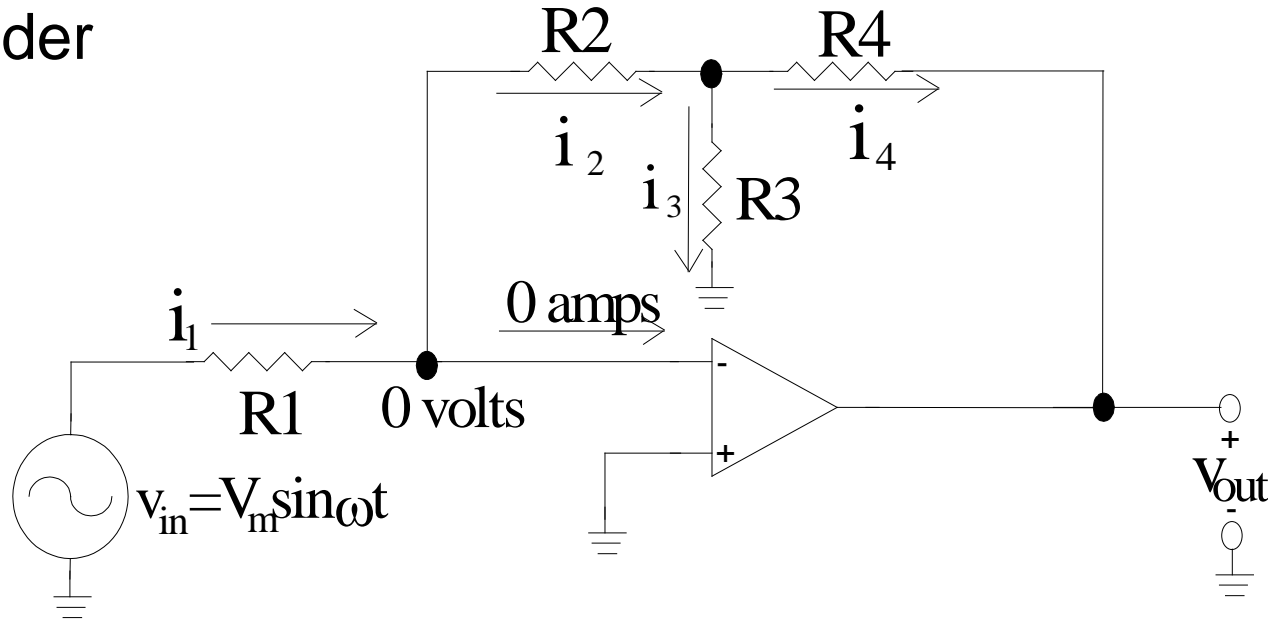 der
R2
R4
i2
i4
i3
R3
0 amps
i1
-
R1
0 volts
+
+
vin=Vmsinωt
Vout
-